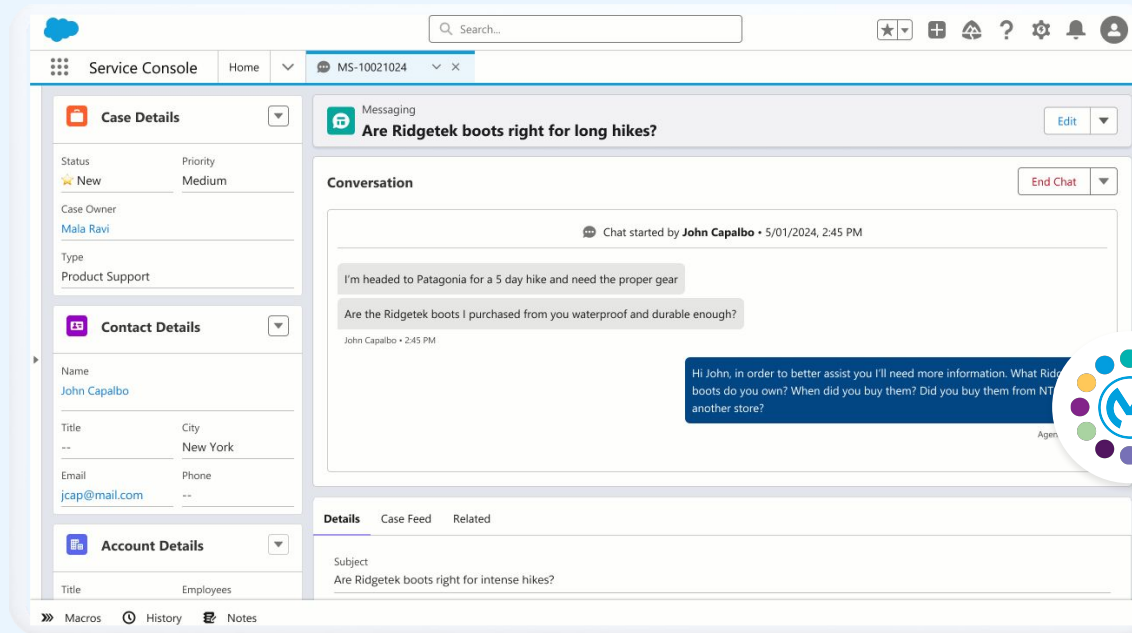 Search...
Service Console
Home
MS-10021024
Case Details
Status
Priority
New
Medium
Case Owner
Mala Ravi
Type
Product Support
Contact Details
Name
John Capalbo
Title
City
--
New York
Email
Phone
jcap@mail.com
--
Account Details
Title
Employees
Messaging
Are Ridgetek boots right for long hikes?
Edit
Conversation
End Chat
Chat started by John Capalbo • 5/01/2024, 2:45 PM
I'm headed to Patagonia for a 5 day hike and need the proper gear
Are the Ridgetek boots I purchased from you waterproof and durable enough?
John Capalbo • 2:45 PM
Hi John, in order to better assist you I'll need more information. What
boots do you own? When did you buy them? Did you buy them from
another store?
Details
Case Feed
Related
Subject
Are Ridgetek boots right for intense hikes?
Macros
History
Notes